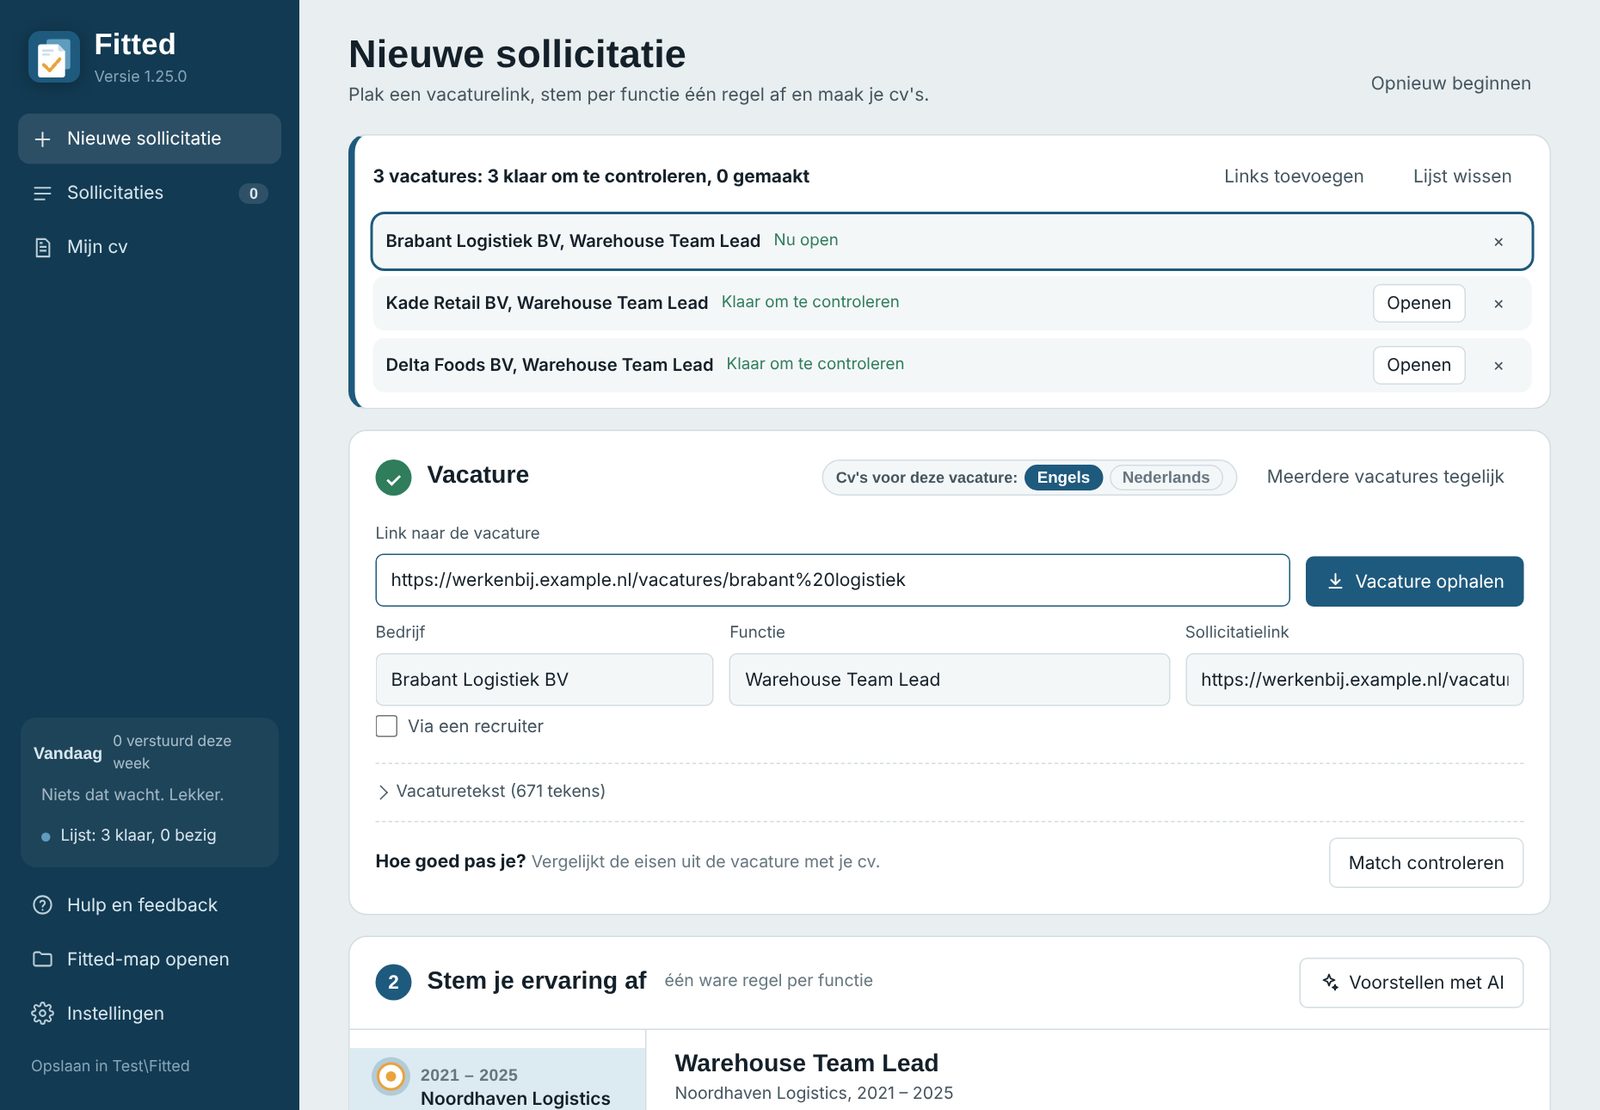 Fitted
Versie 1.25.0
Nieuwe sollicitatie
Sollicitaties 0
Mijn cv
Vandaag 0 verstuurd deze week
Niets dat wacht. Lekker.
Lijst: 3 klaar, 0 bezig
Hulp en feedback
Fitted-map openen
Instellingen
Opslaan in Test\Fitted
Nieuwe sollicitatie
Plak een vacaturelink, stem per functie één regel af en maak je cv's.
Opnieuw beginnen
3 vacatures: 3 klaar om te controleren, 0 gemaakt Links toevoegen Lijst wissen
Brabant Logistiek BV, Warehouse Team Lead Nu open ×
Kade Retail BV, Warehouse Team Lead Klaar om te controleren Openen ×
Delta Foods BV, Warehouse Team Lead Klaar om te controleren Openen ×
Vacature Cv's voor deze vacature: Engels Nederlands Meerdere vacatures tegelijk
Link naar de vacature
https://werkenbij.example.nl/vacatures/brabant%20logistiek Vacature ophalen
Bedrijf Functie Sollicitatielink
Brabant Logistiek BV Warehouse Team Lead https://werkenbij.example.nl/vacatu
Via een recruiter
Vacaturetekst (671 tekens)
Hoe goed pas je? Vergelijkt de eisen uit de vacature met je cv. Match controleren
2 Stem je ervaring af één ware regel per functie Voorstellen met AI
2021 – 2025
Noordhaven Logistics
Warehouse Team Lead
Noordhaven Logistics, 2021 – 2025